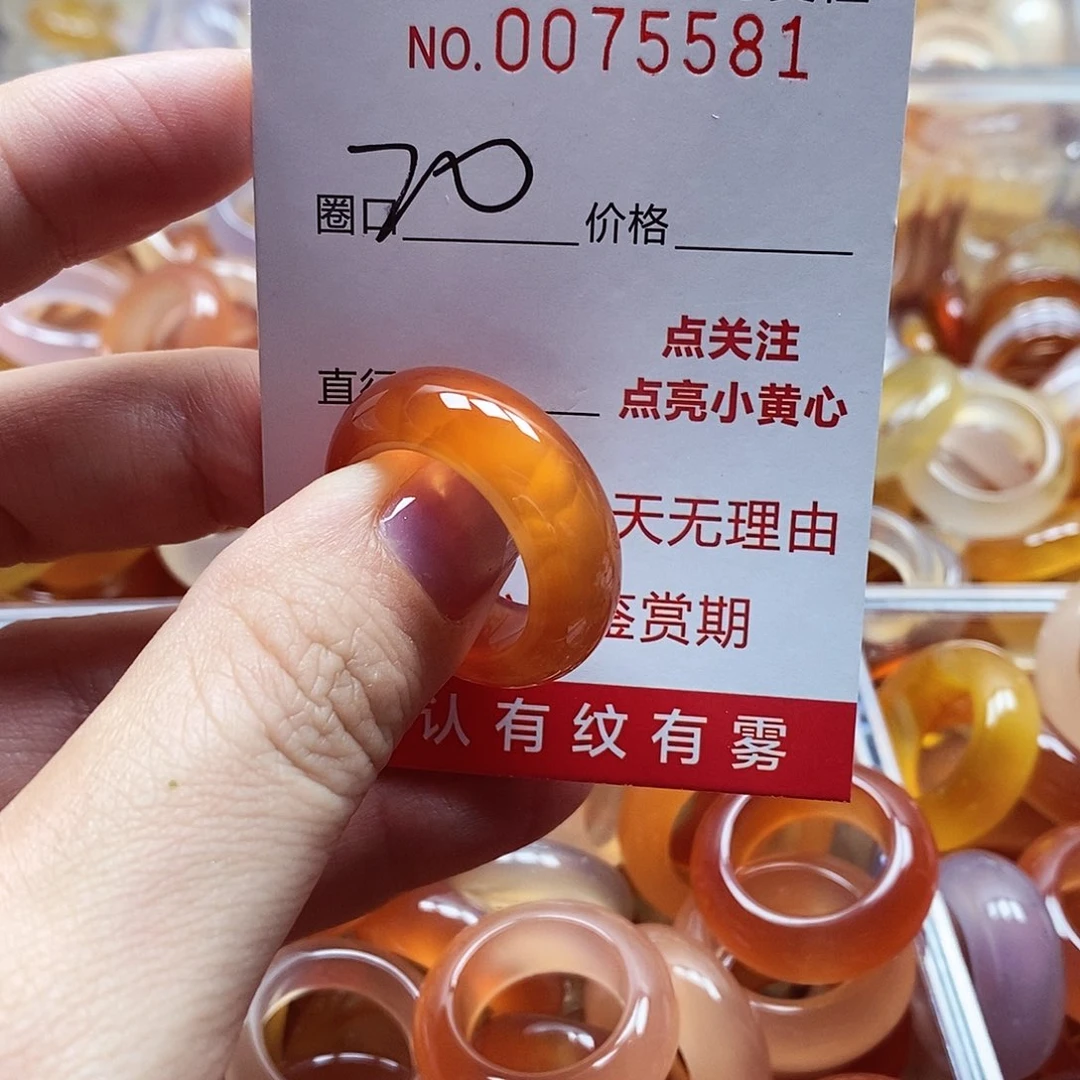 NO.0075581
圈口 70 价格
点关注
直径 点亮小黄心
天无理由
鉴赏期
认有纹有雾